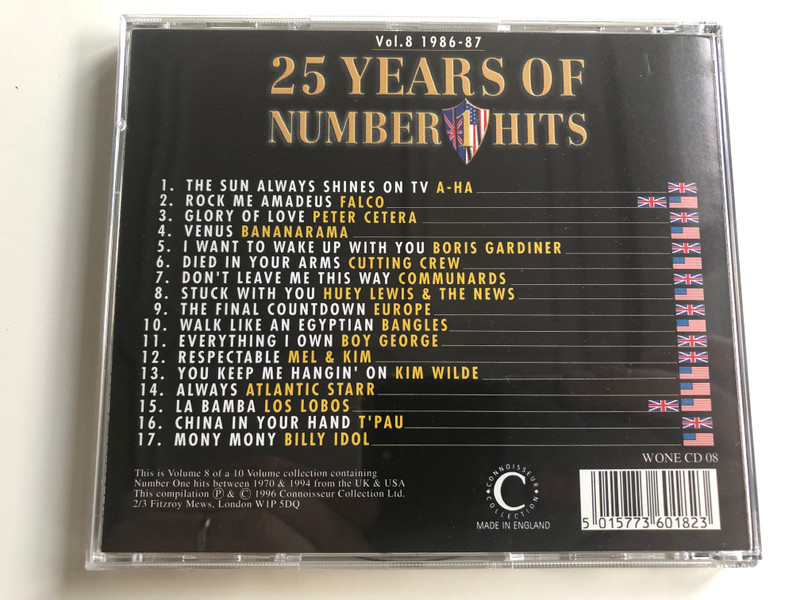 Vol.8 1986-87
25 YEARS OF
NUMBER 1 HITS
1. THE SUN ALWAYS SHINES ON TV A-HA
2. ROCK ME AMADEUS FALCO
3. GLORY OF LOVE PETER CETERA
4. VENUS BANANARAMA
5. I WANT TO WAKE UP WITH YOU BORIS GARDINER
6. DIED IN YOUR ARMS CUTTING CREW
7. DON'T LEAVE ME THIS WAY COMMUNARDS
8. STUCK WITH YOU HUEY LEWIS & THE NEWS
9. THE FINAL COUNTDOWN EUROPE
10. WALK LIKE AN EGYPTIAN BANGLES
11. EVERYTHING I OWN BOY GEORGE
12. RESPECTABLE MEL & KIM
13. YOU KEEP ME HANGIN' ON KIM WILDE
14. ALWAYS ATLANTIC STARR
15. LA BAMBA LOS LOBOS
16. CHINA IN YOUR HAND T'PAU
17. MONY MONY BILLY IDOL
This is Volume 8 of a 10 Volume collection containing
Number One hits between 1970 & 1994 from the UK & USA
This compilation Ⓟ & © 1996 Connoisseur Collection Ltd.
2/3 Fitzroy Mews, London W1P 5DQ
CONNOISSEUR
C
COLLECTION
MADE IN ENGLAND
WONE CD 08
5 015773 601823